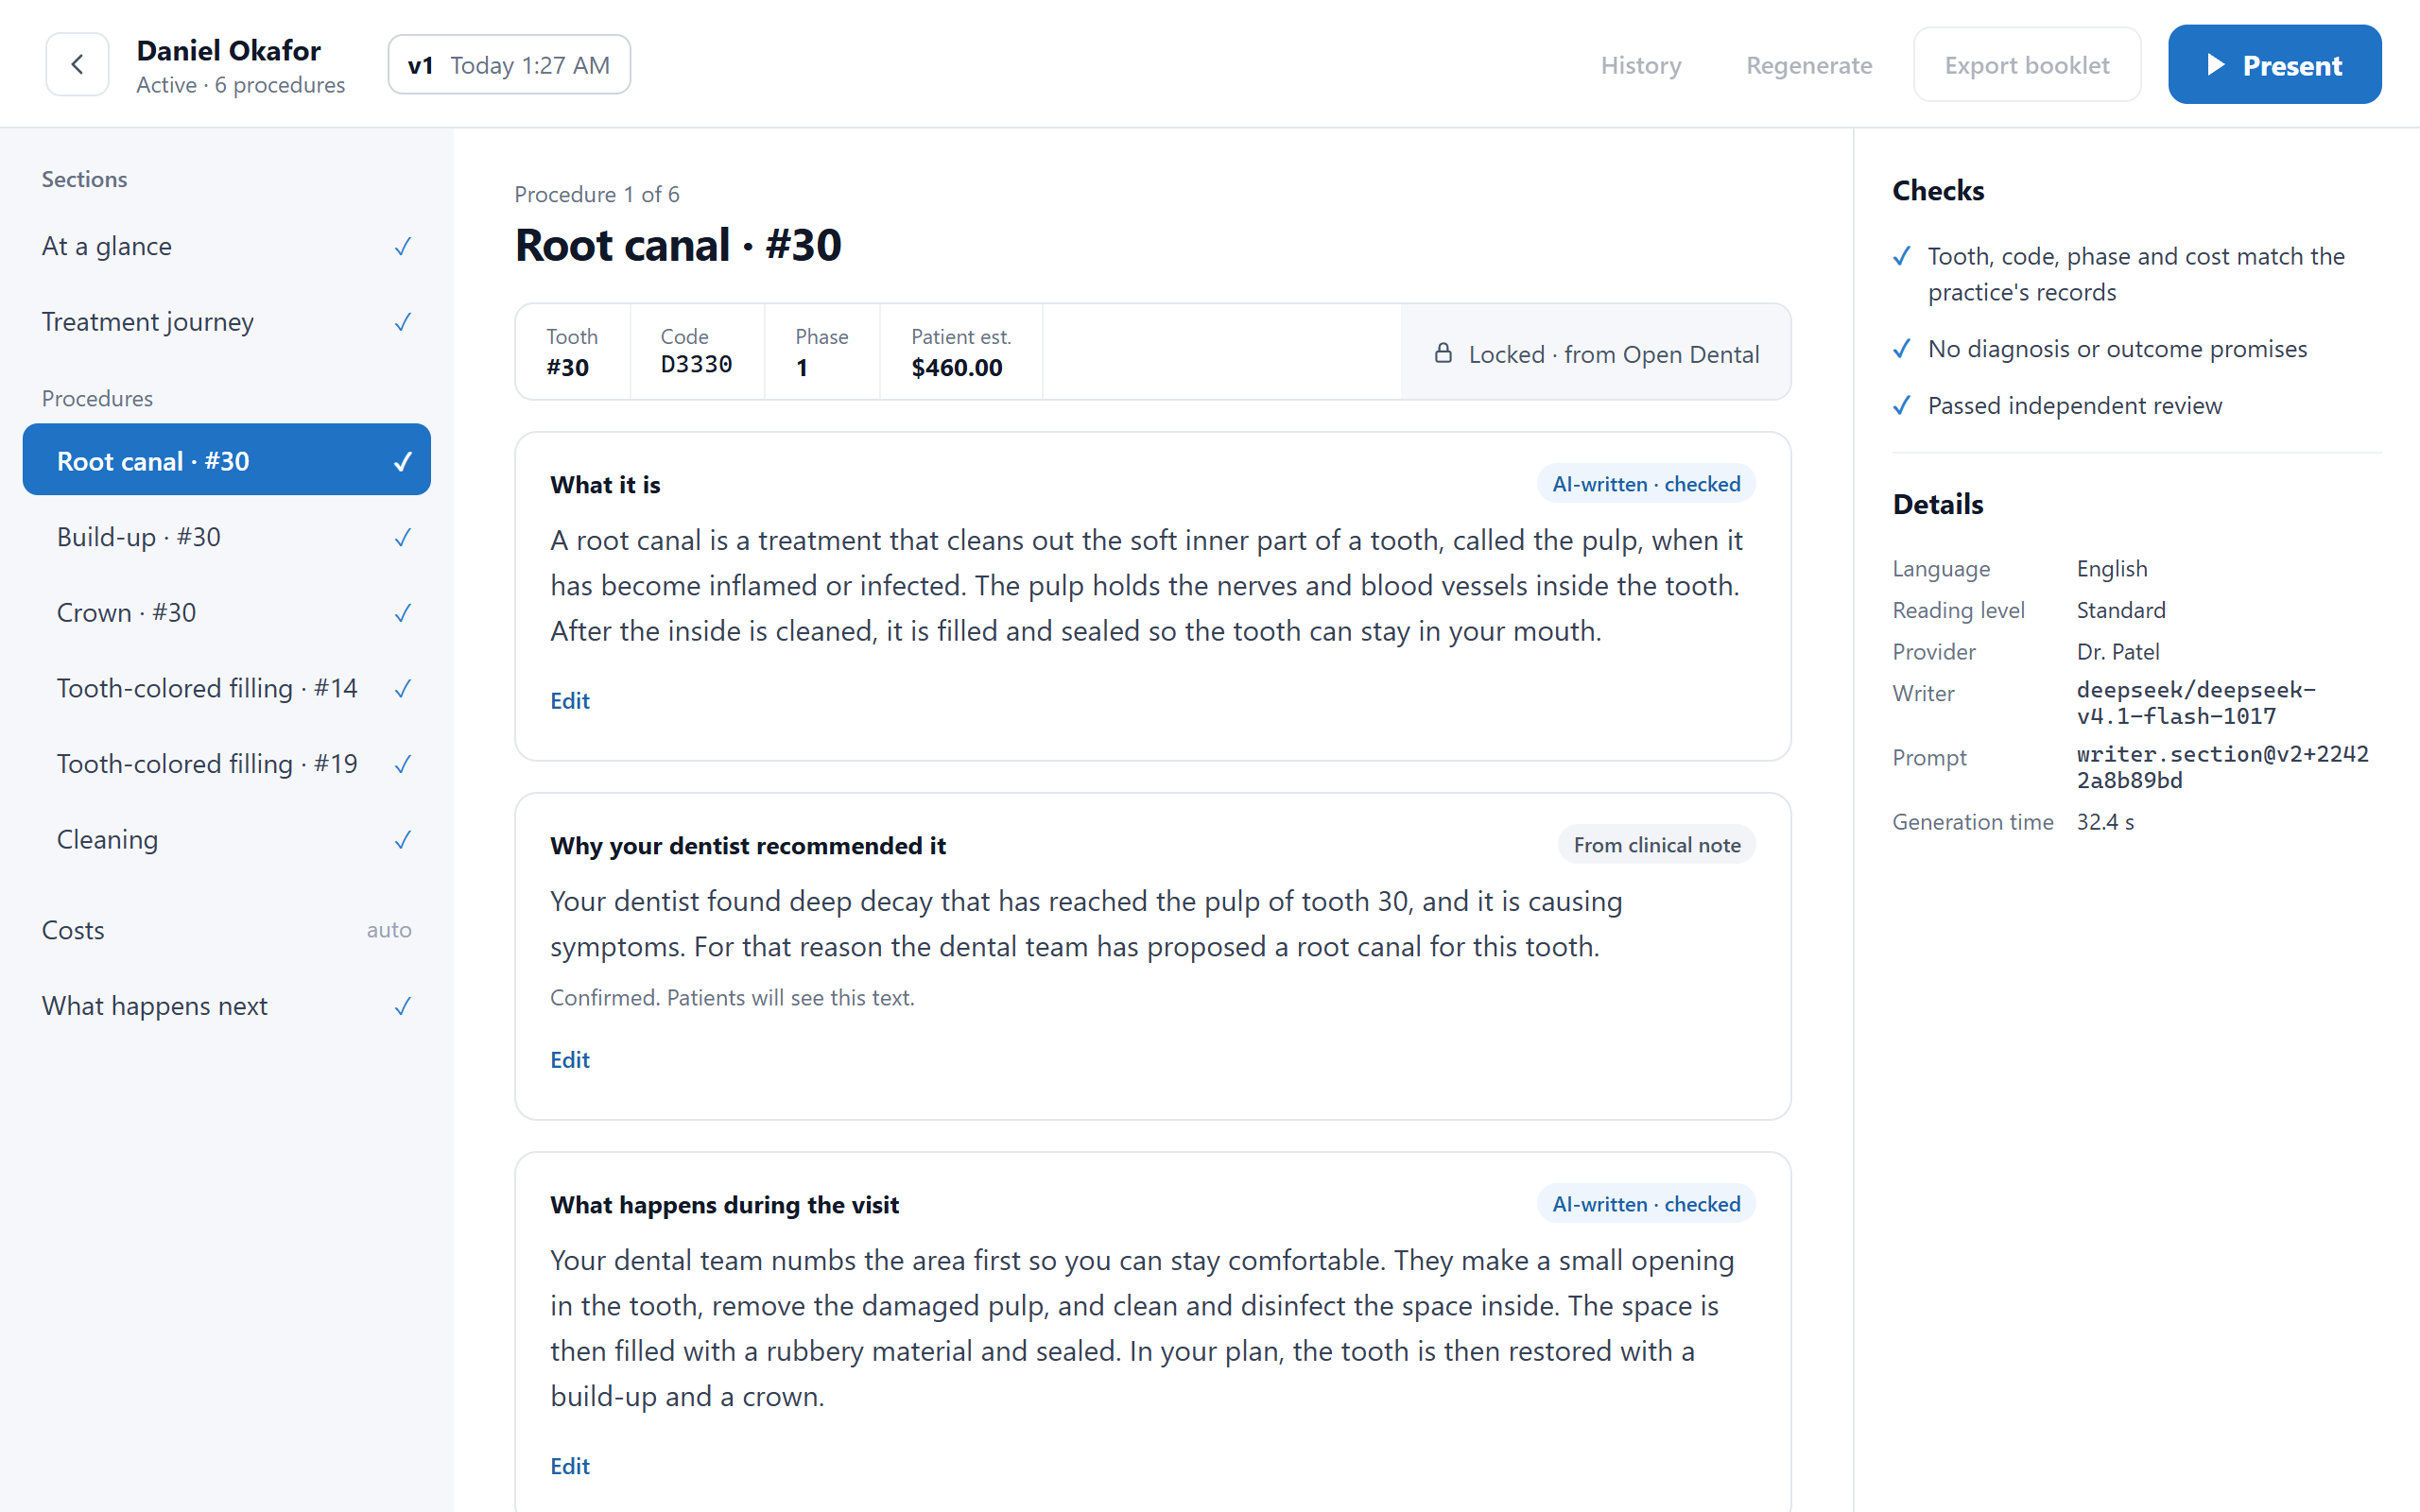 Daniel Okafor
Active · 6 procedures
v1 Today 1:27 AM
History
Regenerate
Export booklet
Present
Sections
At a glance
Treatment journey
Procedures
Root canal · #30
Build-up · #30
Crown · #30
Tooth-colored filling · #14
Tooth-colored filling · #19
Cleaning
Costs auto
What happens next
Procedure 1 of 6
Root canal · #30
Tooth
#30
Code
D3330
Phase
1
Patient est.
$460.00
Locked · from Open Dental
What it is
AI-written · checked
A root canal is a treatment that cleans out the soft inner part of a tooth, called the pulp, when it
has become inflamed or infected. The pulp holds the nerves and blood vessels inside the tooth.
After the inside is cleaned, it is filled and sealed so the tooth can stay in your mouth.
Edit
Why your dentist recommended it
From clinical note
Your dentist found deep decay that has reached the pulp of tooth 30, and it is causing
symptoms. For that reason the dental team has proposed a root canal for this tooth.
Confirmed. Patients will see this text.
Edit
What happens during the visit
AI-written · checked
Your dental team numbs the area first so you can stay comfortable. They make a small opening
in the tooth, remove the damaged pulp, and clean and disinfect the space inside. The space is
then filled with a rubbery material and sealed. In your plan, the tooth is then restored with a
build-up and a crown.
Edit
Checks
Tooth, code, phase and cost match the
practice's records
No diagnosis or outcome promises
Passed independent review
Details
Language English
Reading level Standard
Provider Dr. Patel
Writer deepseek/deepseek-
v4.1-flash-1017
Prompt writer.section@v2+2242
2a8b89bd
Generation time 32.4 s